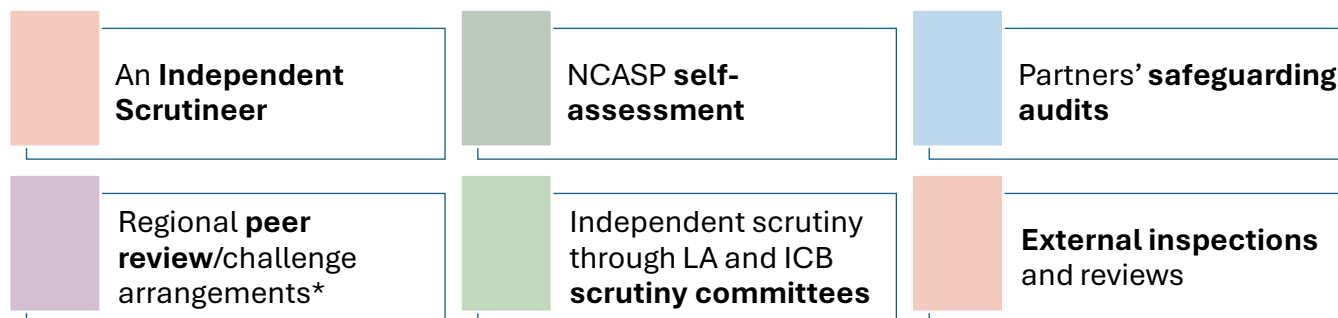 An Independent
Scrutineer
NCASP self-
assessment
Partners’ safeguarding
audits
Regional peer
review/challenge
arrangements*
Independent scrutiny
through LA and ICB
scrutiny committees
External inspections
and reviews